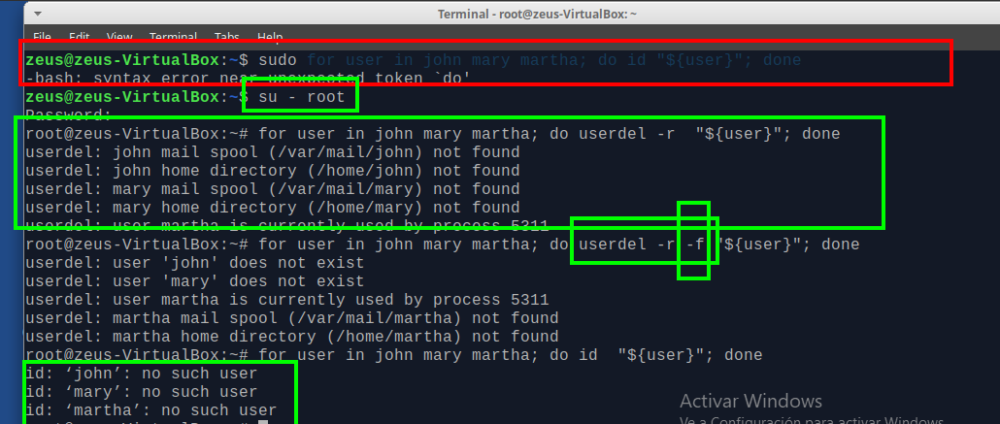 Terminal - root@zeus-VirtualBox: ~
File Edit View Terminal Tabs Help
zeus@zeus-VirtualBox:~$ sudo for user in john mary martha; do id "${user}"; done
-bash: syntax error near unexpected token `do'
zeus@zeus-VirtualBox:~$ su - root
Password:
root@zeus-VirtualBox:~# for user in john mary martha; do userdel -r  "${user}"; done
userdel: john mail spool (/var/mail/john) not found
userdel: john home directory (/home/john) not found
userdel: mary mail spool (/var/mail/mary) not found
userdel: mary home directory (/home/mary) not found
userdel: user martha is currently used by process 5311
root@zeus-VirtualBox:~# for user in john mary martha; do userdel -r -f "${user}"; done
userdel: user 'john' does not exist
userdel: user 'mary' does not exist
userdel: user martha is currently used by process 5311
userdel: martha mail spool (/var/mail/martha) not found
userdel: martha home directory (/home/martha) not found
root@zeus-VirtualBox:~# for user in john mary martha; do id  "${user}"; done
id: ‘john’: no such user
id: ‘mary’: no such user
id: ‘martha’: no such user
root@zeus-VirtualBox:~#
Activar Windows
Ve a Configuración para activar Windows.